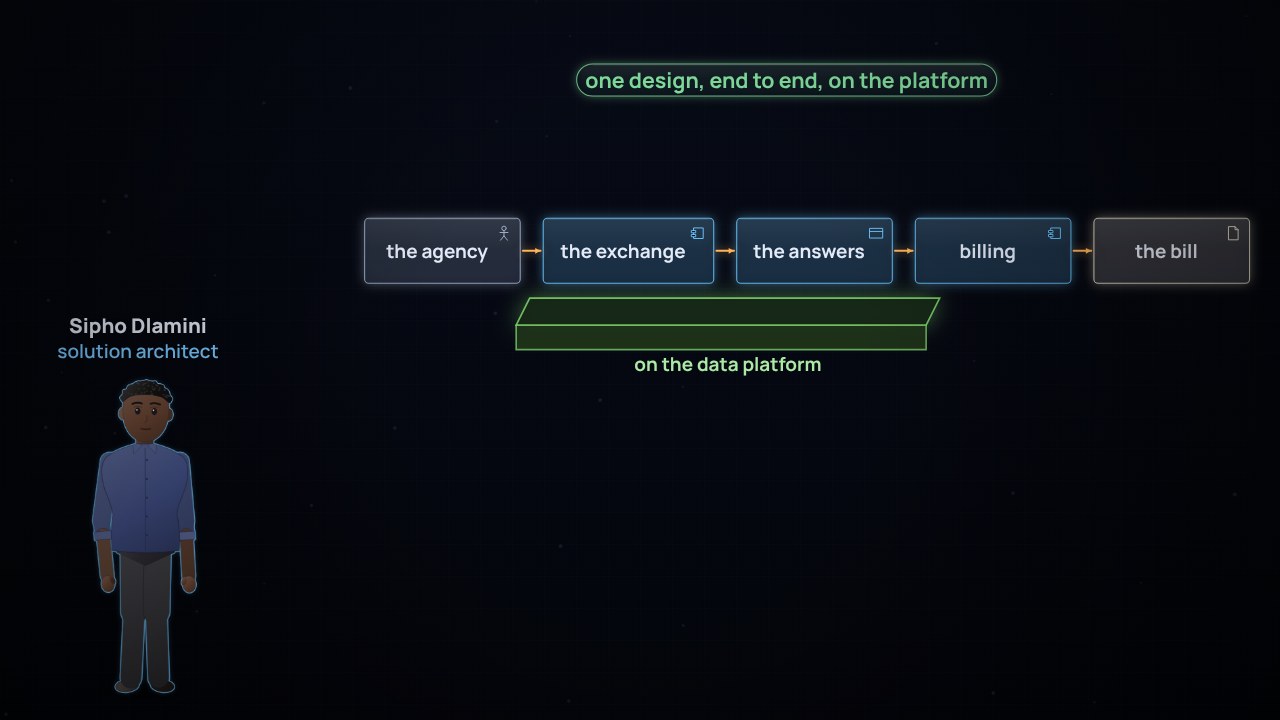 one design, end to end, on the platform
the agency
the exchange
the answers
billing
the bill
on the data platform
Sipho Dlamini
solution architect